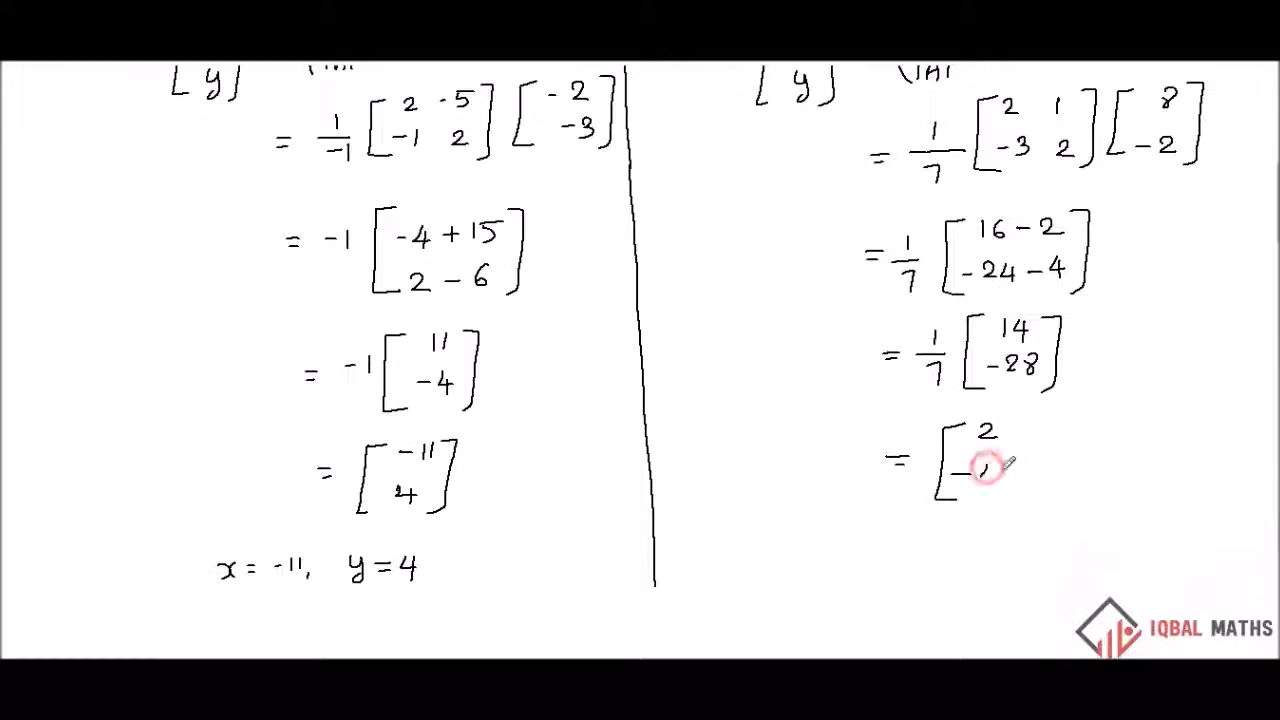 [y] |A|
= 1/-1 [2 -5; -1 2] [-2; -3]
= -1 [-4 + 15; 2 - 6]
= -1 [11; -4]
= [-11; 4]
x = -11, y = 4
[y] |A|
= 1/7 [2 1; -3 2] [8; -2]
= 1/7 [16 - 2; -24 - 4]
= 1/7 [14; -28]
= [2; -
IQBAL MATHS